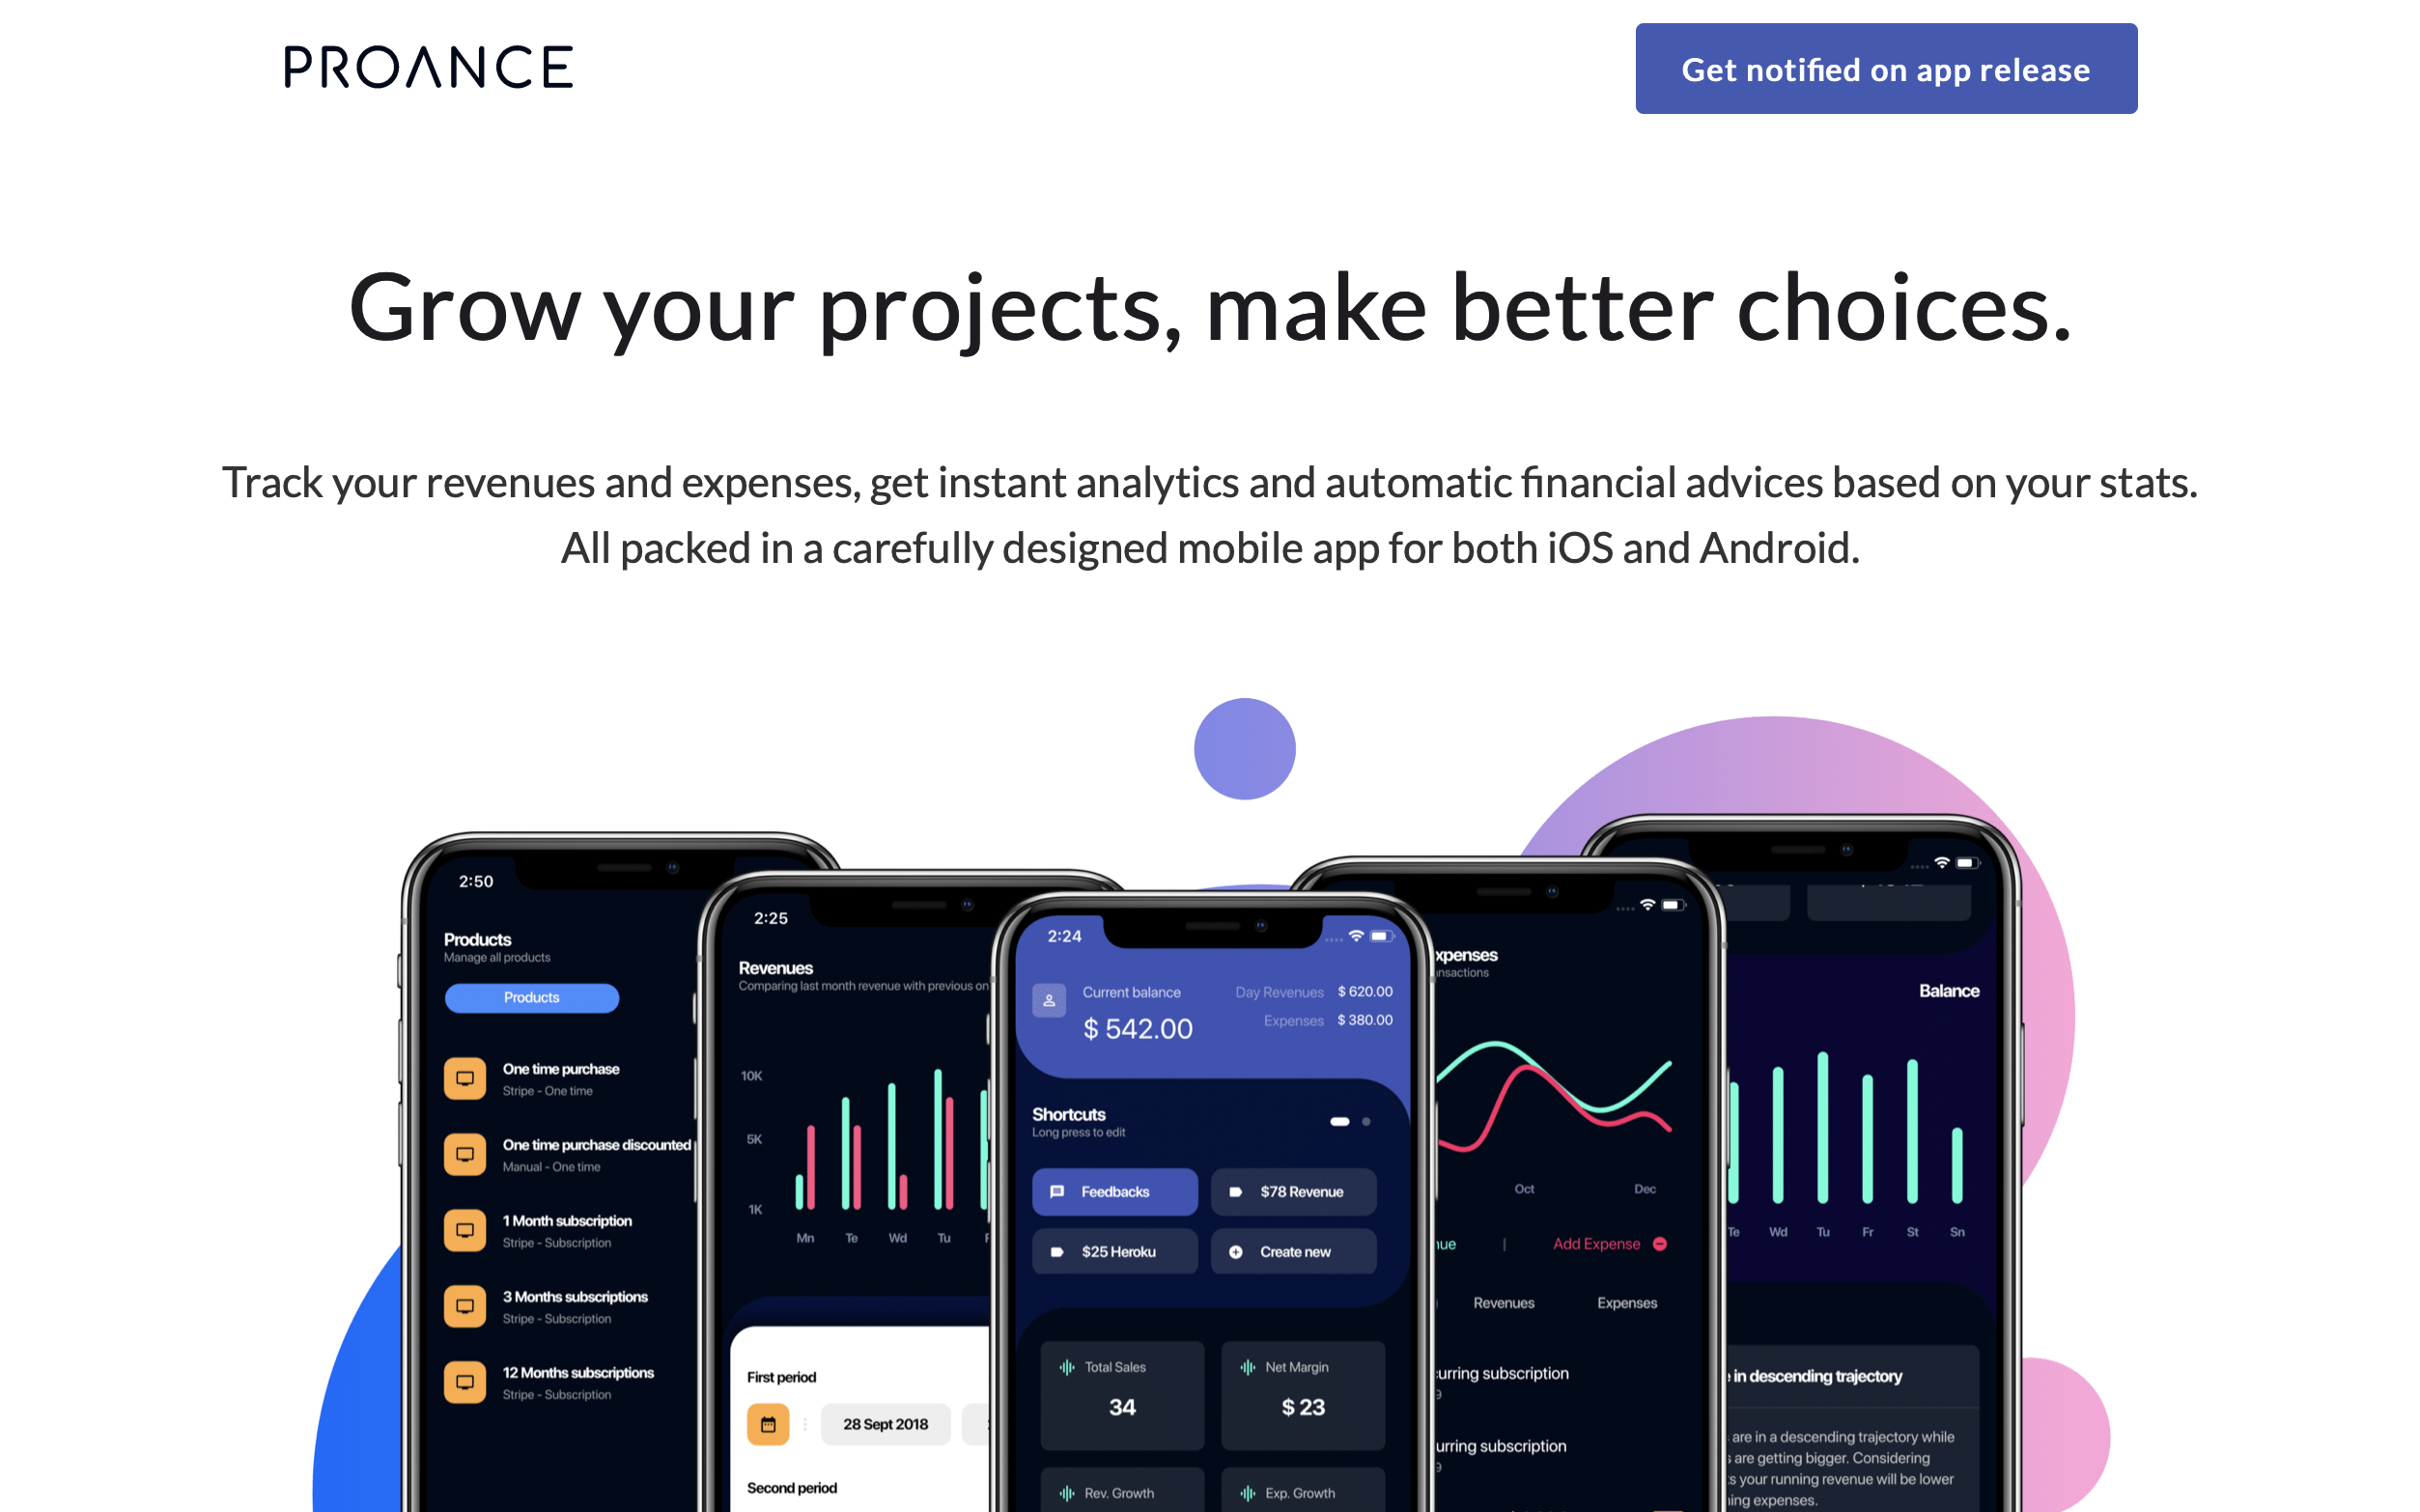 PROANCE
Get notified on app release
Grow your projects, make better choices.
Track your revenues and expenses, get instant analytics and automatic financial advices based on your stats.
All packed in a carefully designed mobile app for both iOS and Android.
2:50
Products
Manage all products
Products
One time purchase
Stripe - One time
One time purchase discounted
Manual - One time
1 Month subscription
Stripe - Subscription
3 Months subscriptions
Stripe - Subscription
12 Months subscriptions
Stripe - Subscription
2:25
Revenues
Comparing last month revenue with previous on
10K
5K
1K
Mn Te Wd Tu
First period
28 Sept 2018
Second period
2:24
Current balance
$ 542.00
Day Revenues $ 620.00
Expenses $ 380.00
Shortcuts
Long press to edit
Feedbacks
$78 Revenue
$25 Heroku
Create new
Total Sales
34
Net Margin
$ 23
Rev. Growth
Exp. Growth
xpenses
nsactions
Oct Dec
nue | Add Expense
Revenues Expenses
urring subscription
9
urring subscription
9
Balance
Te Wd Tu Fr St Sn
in descending trajectory
are in a descending trajectory while
are getting bigger. Considering
s your running revenue will be lower
ing expenses.